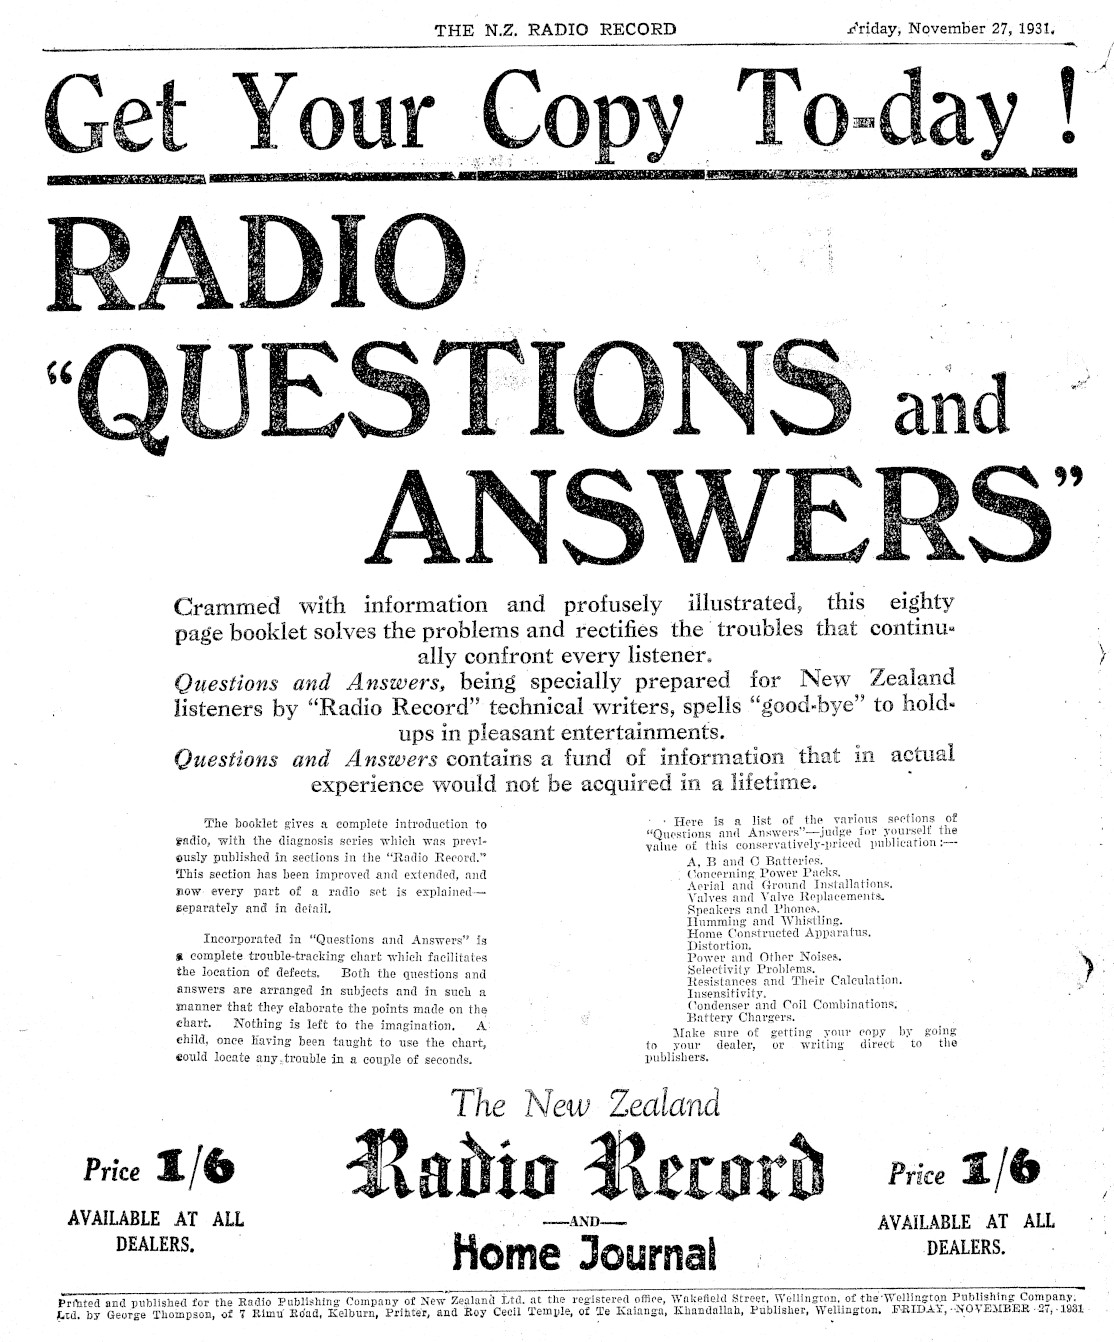 THE N.Z. RADIO RECORD
Friday, November 27, 1931.
Get Your Copy To-day !
RADIO
“QUESTIONS and
ANSWERS”
Crammed with information and profusely illustrated, this eighty
page booklet solves the problems and rectifies the troubles that continu-
ally confront every listener.
Questions and Answers, being specially prepared for New Zealand
listeners by “Radio Record” technical writers, spells “good-bye” to hold-
ups in pleasant entertainments.
Questions and Answers contains a fund of information that in actual
experience would not be acquired in a lifetime.
The booklet gives a complete introduction to
radio, with the diagnosis series which was previ-
ously published in sections in the “Radio Record.”
This section has been improved and extended, and
now every part of a radio set is explained—
separately and in detail.
Incorporated in “Questions and Answers” is
a complete trouble-tracking chart which facilitates
the location of defects. Both the questions and
answers are arranged in subjects and in such a
manner that they elaborate the points made on the
chart. Nothing is left to the imagination. A
child, once having been taught to use the chart,
could locate any trouble in a couple of seconds.
Here is a list of the various sections of
“Questions and Answers”—judge for yourself the
value of this conservatively-priced publication:—
A, B and C Batteries.
Concerning Power Packs.
Aerial and Ground Installations.
Valves and Valve Replacements.
Speakers and Phones.
Humming and Whistling.
Home Constructed Apparatus.
Distortion.
Power and Other Noises.
Selectivity Problems.
Resistances and Their Calculation.
Insensitivity.
Condenser and Coil Combinations.
Battery Chargers.
Make sure of getting your copy by going
to your dealer, or writing direct to the
publishers.
The New Zealand
Radio Record
—AND—
Home Journal
Price 1/6
AVAILABLE AT ALL
DEALERS.
Price 1/6
AVAILABLE AT ALL
DEALERS.
Printed and published for the Radio Publishing Company of New Zealand Ltd. at the registered office, Wakefield Street, Wellington, of the Wellington Publishing Company,
Ltd. by George Thompson, of 7 Rimu Road, Kelburn, Printer, and Roy Cecil Temple, of Te Kainga, Khandallah, Publisher, Wellington. FRIDAY, NOVEMBER 27, 1931